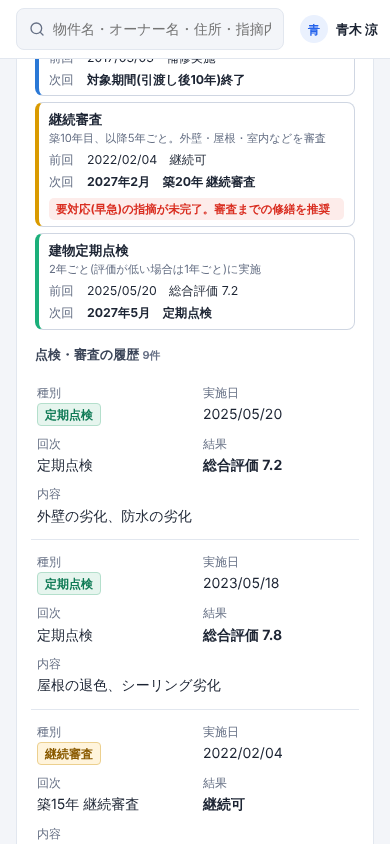 物件名・オーナー名・住所・指摘内
青 青木 涼
前回 2017/05/05 補修実施
次回 対象期間(引渡し後10年)終了
継続審査
築10年目、以降5年ごと。外壁・屋根・室内などを審査
前回 2022/02/04 継続可
次回 2027年2月 築20年 継続審査
要対応(早急)の指摘が未完了。審査までの修繕を推奨
建物定期点検
2年ごと(評価が低い場合は1年ごと)に実施
前回 2025/05/20 総合評価 7.2
次回 2027年5月 定期点検
点検・審査の履歴 9件
種別 実施日
定期点検 2025/05/20
回次 結果
定期点検 総合評価 7.2
内容
外壁の劣化、防水の劣化
種別 実施日
定期点検 2023/05/18
回次 結果
定期点検 総合評価 7.8
内容
屋根の退色、シーリング劣化
種別 実施日
継続審査 2022/02/04
回次 結果
築15年 継続審査 継続可
内容